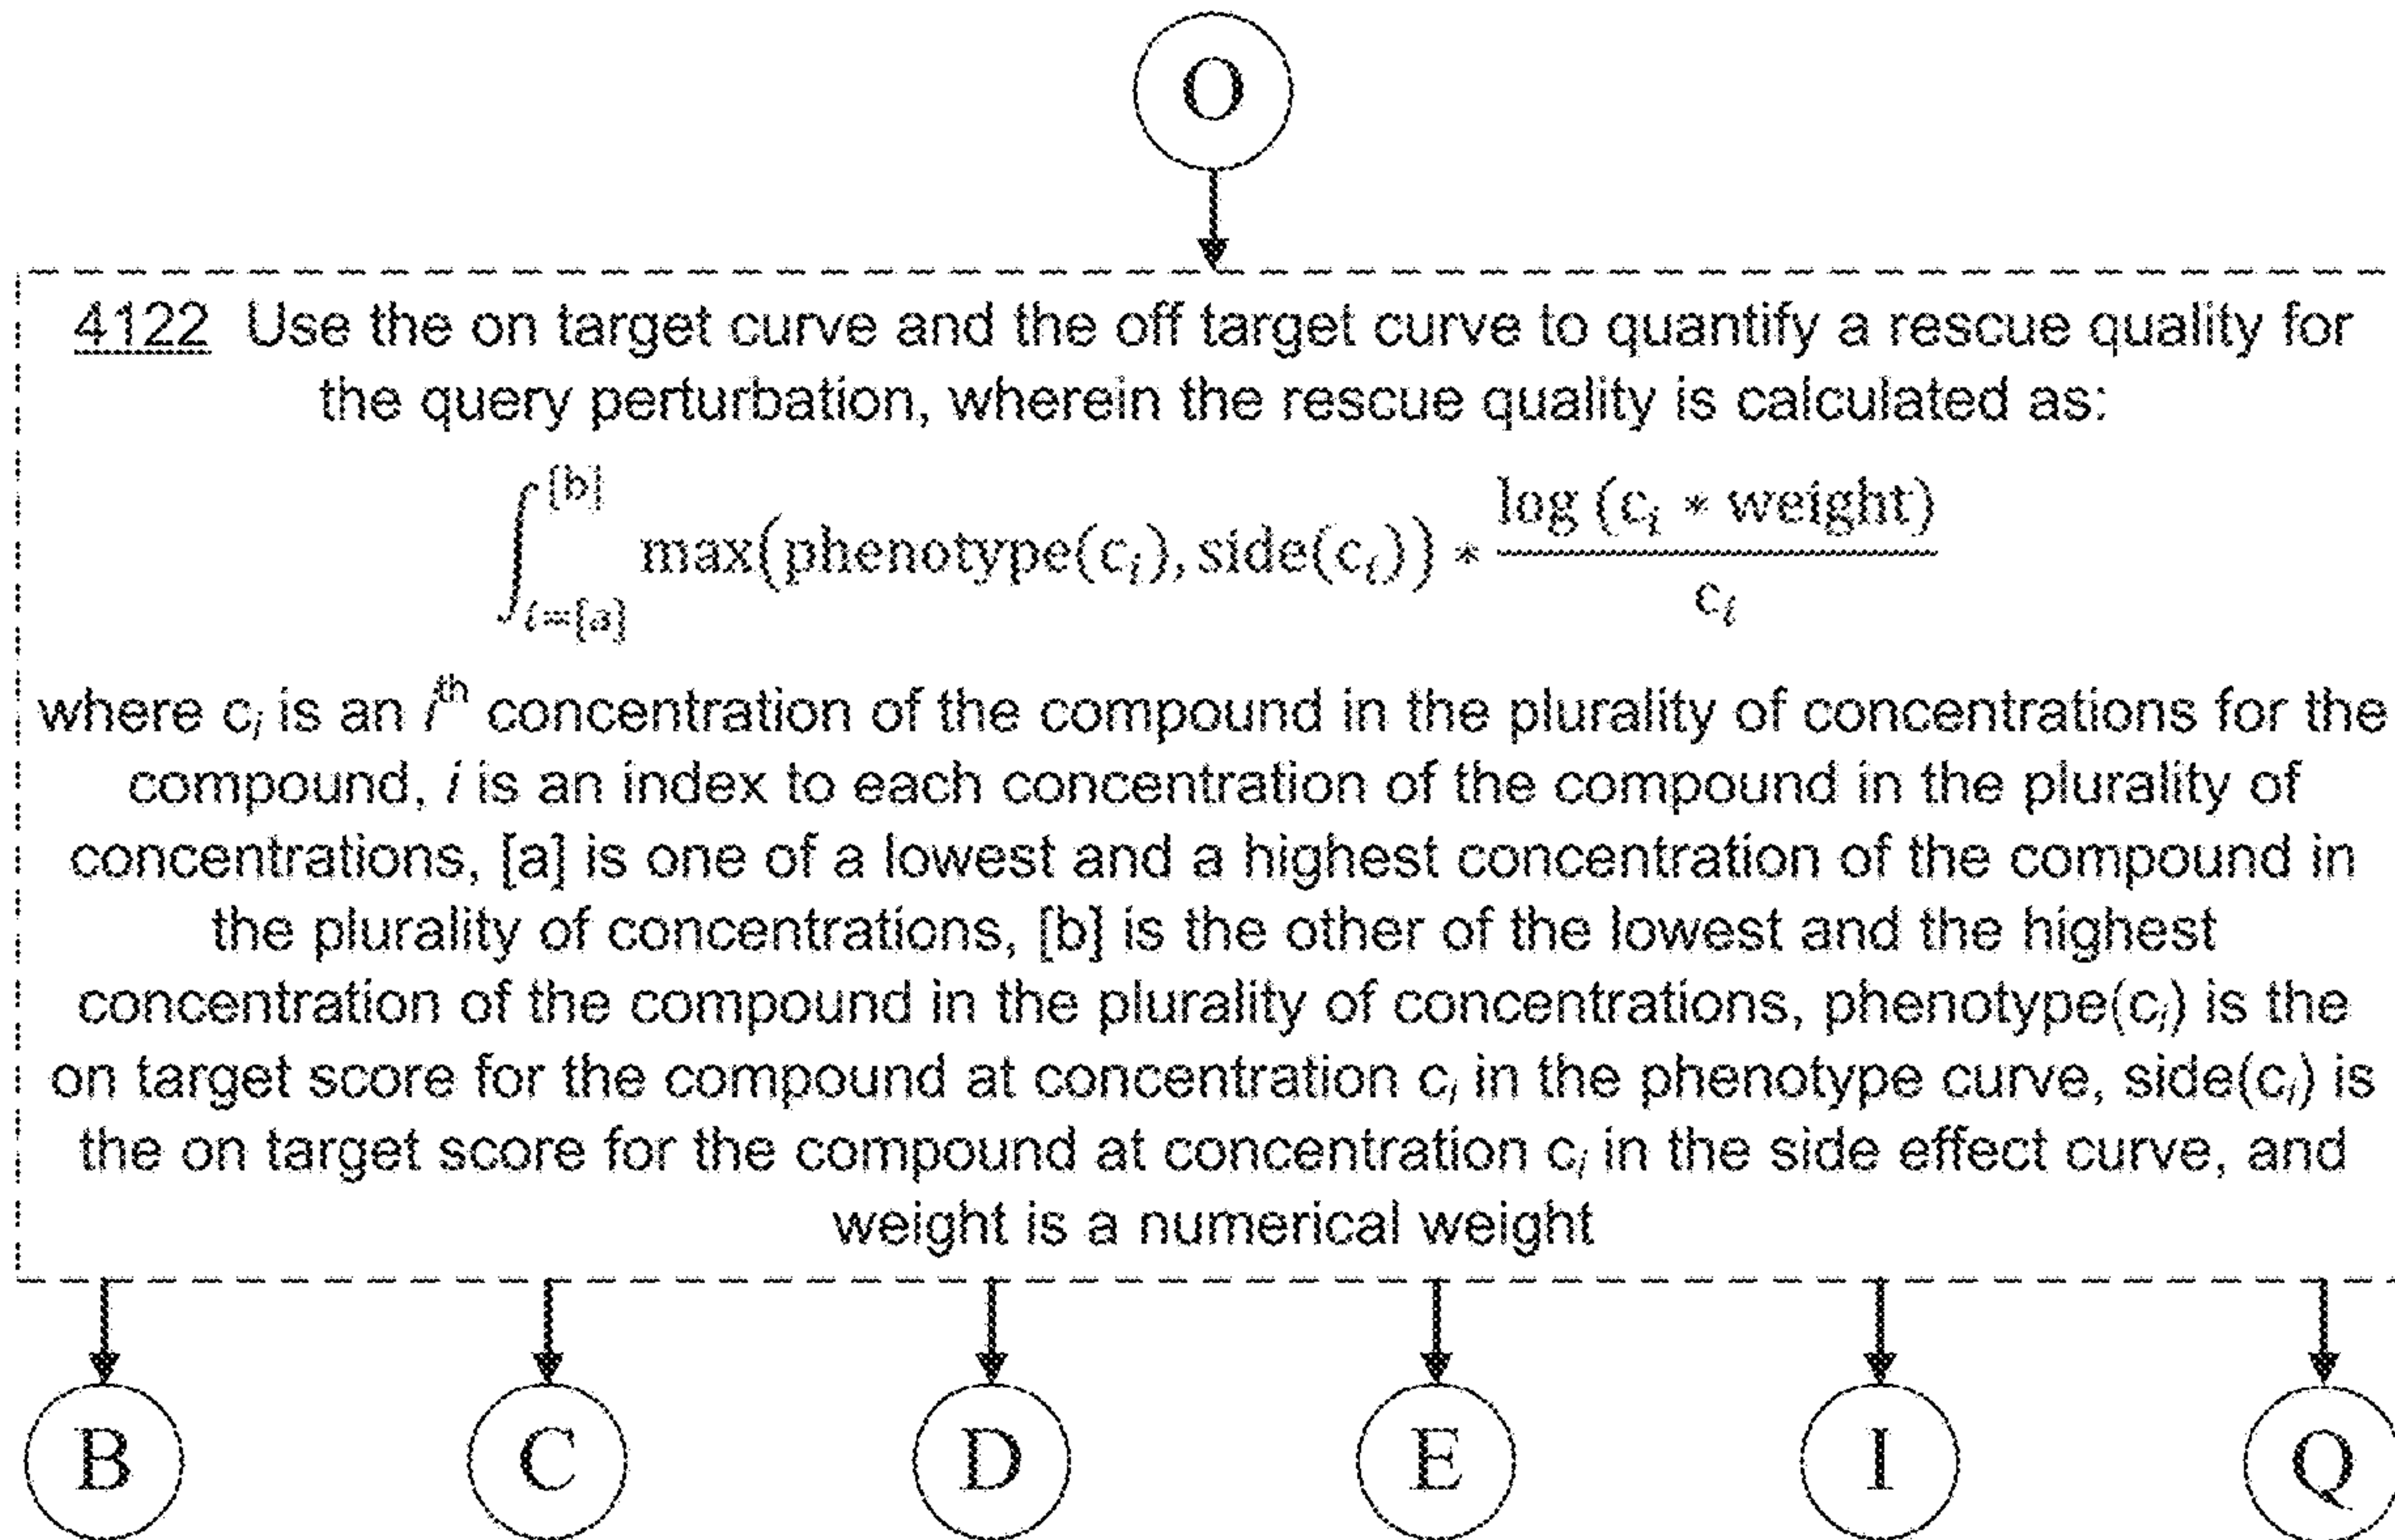 O
4122 Use the on target curve and the off target curve to quantify a rescue quality for
the query perturbation, wherein the rescue quality is calculated as:
∫_{i=[a]}^{[b]} max(phenotype(c_i), side(c_i)) * log (c_i * weight) / c_i
where c_i is an i^th concentration of the compound in the plurality of concentrations for the
compound, i is an index to each concentration of the compound in the plurality of
concentrations, [a] is one of a lowest and a highest concentration of the compound in
the plurality of concentrations, [b] is the other of the lowest and the highest
concentration of the compound in the plurality of concentrations, phenotype(c_i) is the
on target score for the compound at concentration c_i in the phenotype curve, side(c_i) is
the on target score for the compound at concentration c_i in the side effect curve, and
weight is a numerical weight
B C D E I Q